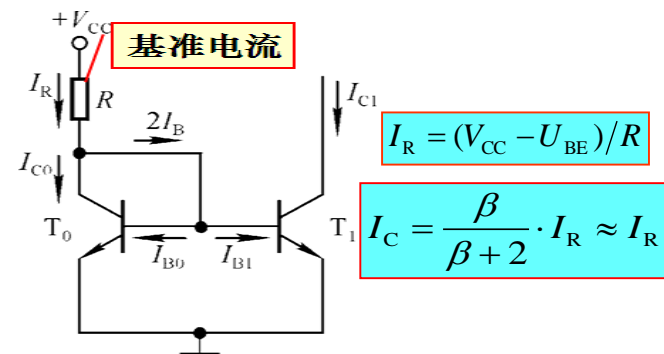 +V_CC
基准电流
I_R
R
2I_B
I_C1
I_R = (V_CC − U_BE)/R
I_C0
T_0
I_B0
I_B1
T_1
I_C = β/(β + 2) · I_R ≈ I_R